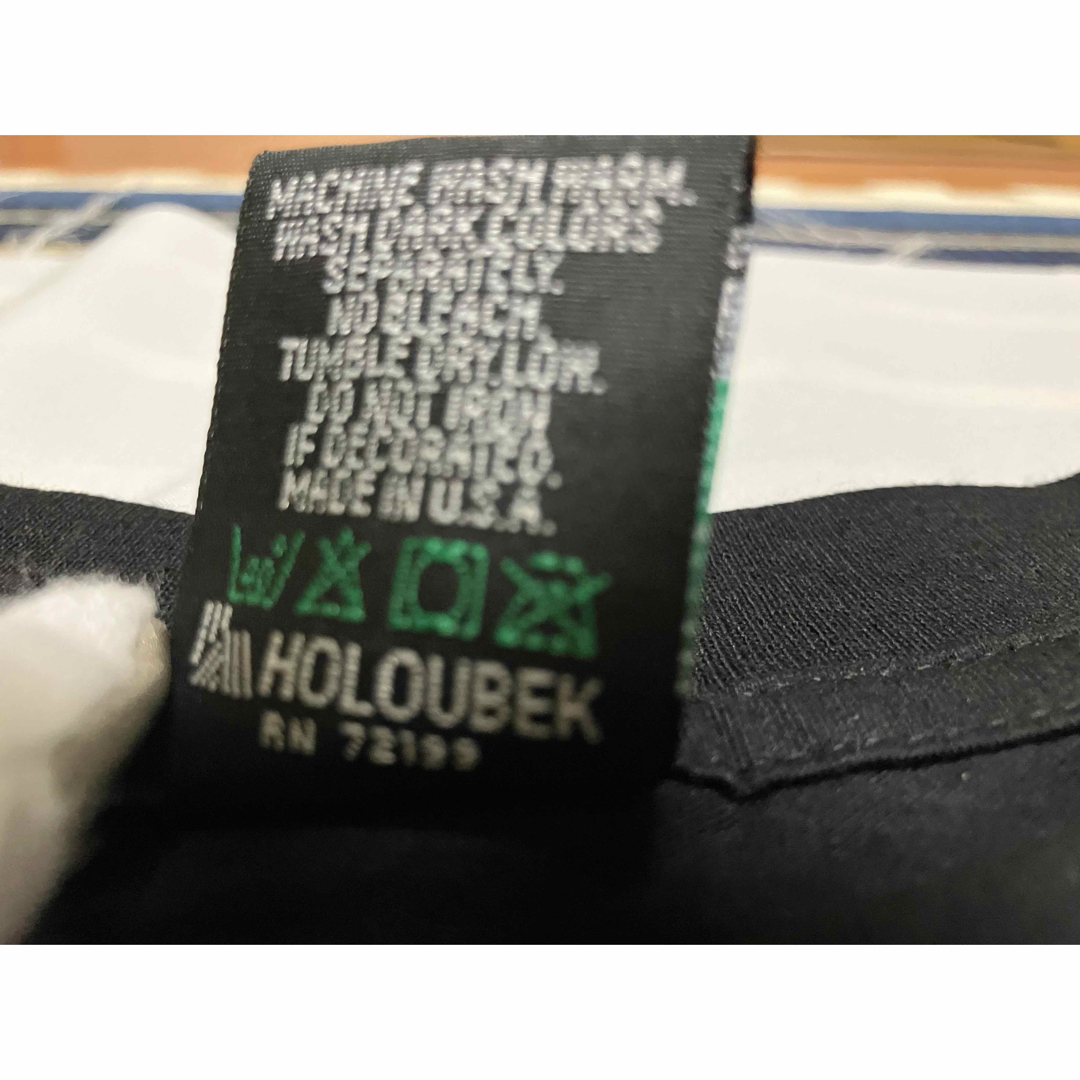 MACHINE WASH WARM.
WASH DARK COLORS
SEPARATELY.
NO BLEACH.
TUMBLE DRY. LOW.
DO NOT IRON
IF DECORATED.
MADE IN U.S.A.
40°
HOLOUBEK
RN 72199